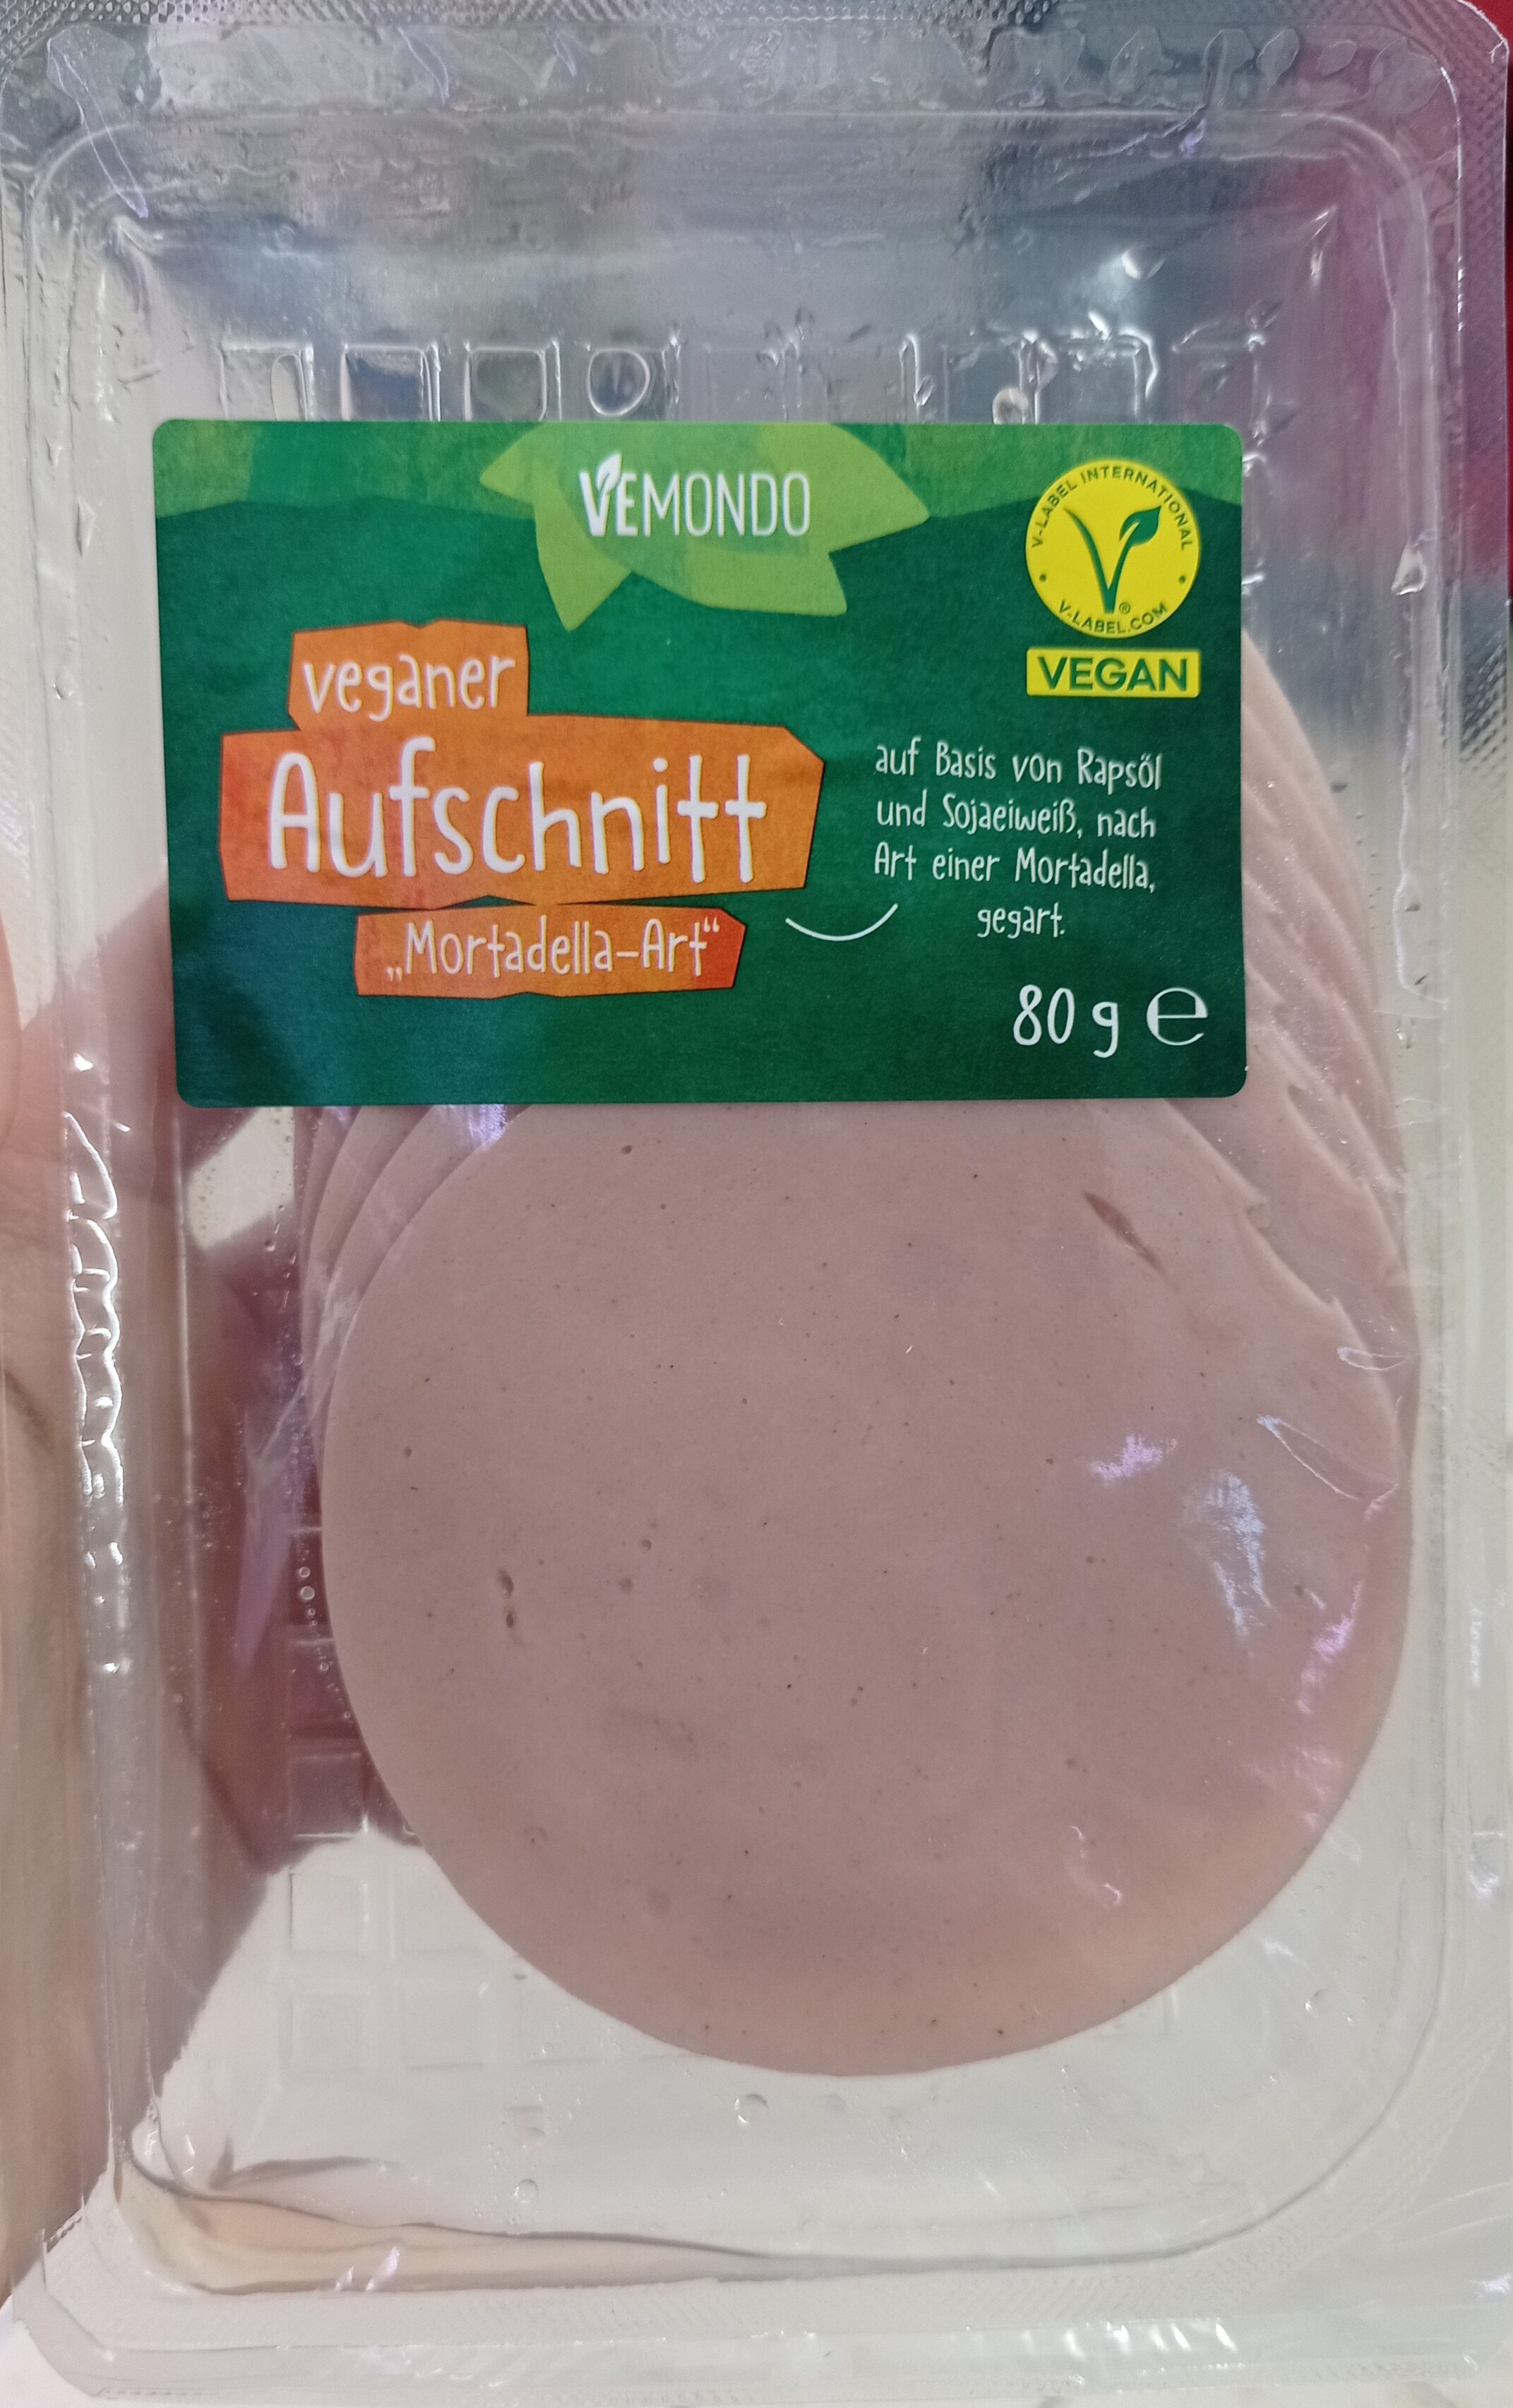 VEMONDO
V-LABEL INTERNATIONAL
V-LABEL.COM
®
VEGAN
veganer
Aufschnitt
„Mortadella-Art“
auf Basis von Rapsöl
und Sojaeiweiß, nach
Art einer Mortadella,
gegart.
80 g ℮